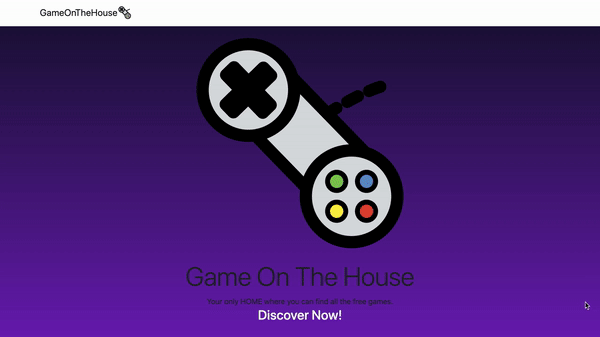 GameOnTheHouse
Game On The House
Your only HOME where you can find all the free games.
Discover Now!